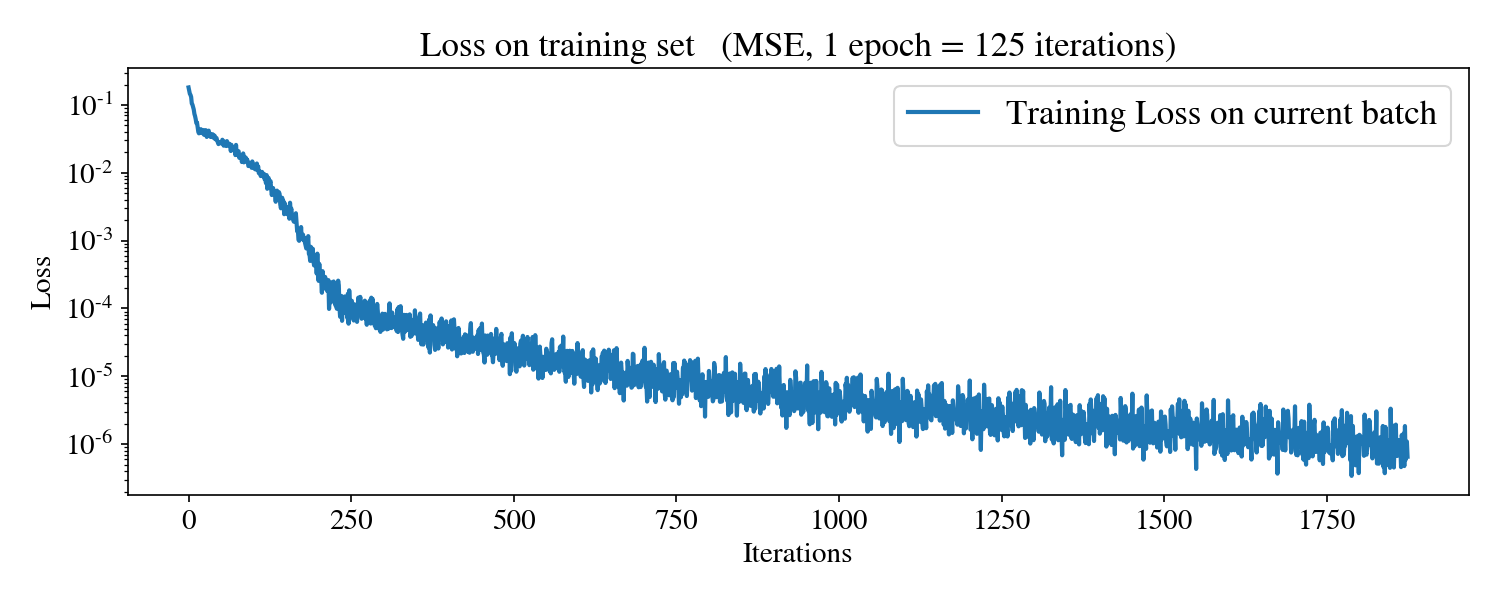 Loss on training set   (MSE, 1 epoch = 125 iterations)
Training Loss on current batch
Loss
10-1
10-2
10-3
10-4
10-5
10-6
0 250 500 750 1000 1250 1500 1750
Iterations